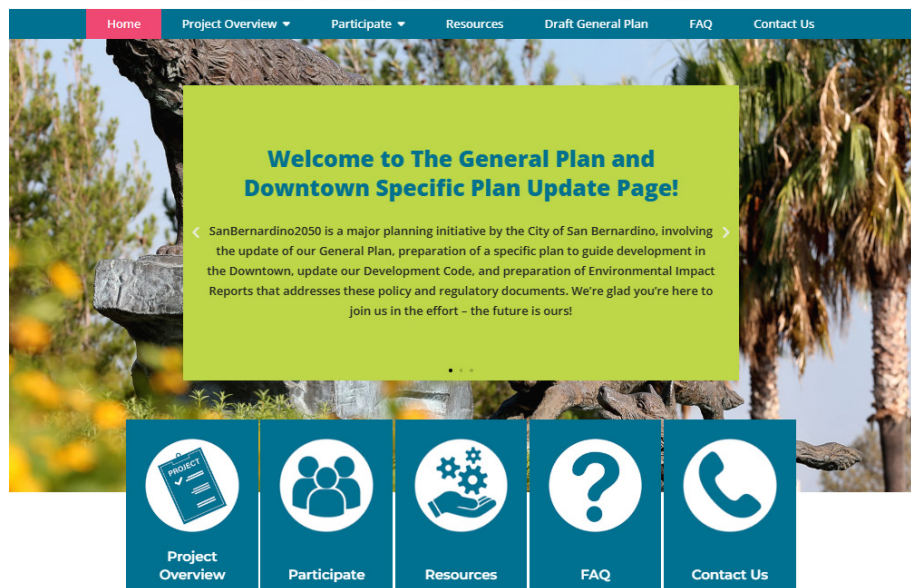 Home Project Overview Participate Resources Draft General Plan FAQ Contact Us
Welcome to The General Plan and
Downtown Specific Plan Update Page!
SanBernardino2050 is a major planning initiative by the City of San Bernardino, involving
the update of our General Plan, preparation of a specific plan to guide development in
the Downtown, update our Development Code, and preparation of Environmental Impact
Reports that addresses these policy and regulatory documents. We’re glad you’re here to
join us in the effort – the future is ours!
PROJECT
Project
Overview
Participate
Resources
FAQ
Contact Us